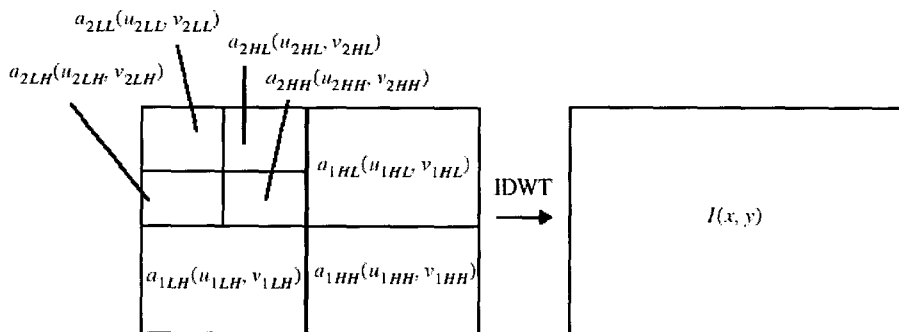 a2LL(u2LL, v2LL)
a2HL(u2HL, v2HL)
a2LH(u2LH, v2LH)
a2HH(u2HH, v2HH)
a1HL(u1HL, v1HL)
IDWT
I(x, y)
a1LH(u1LH, v1LH)
a1HH(u1HH, v1HH)